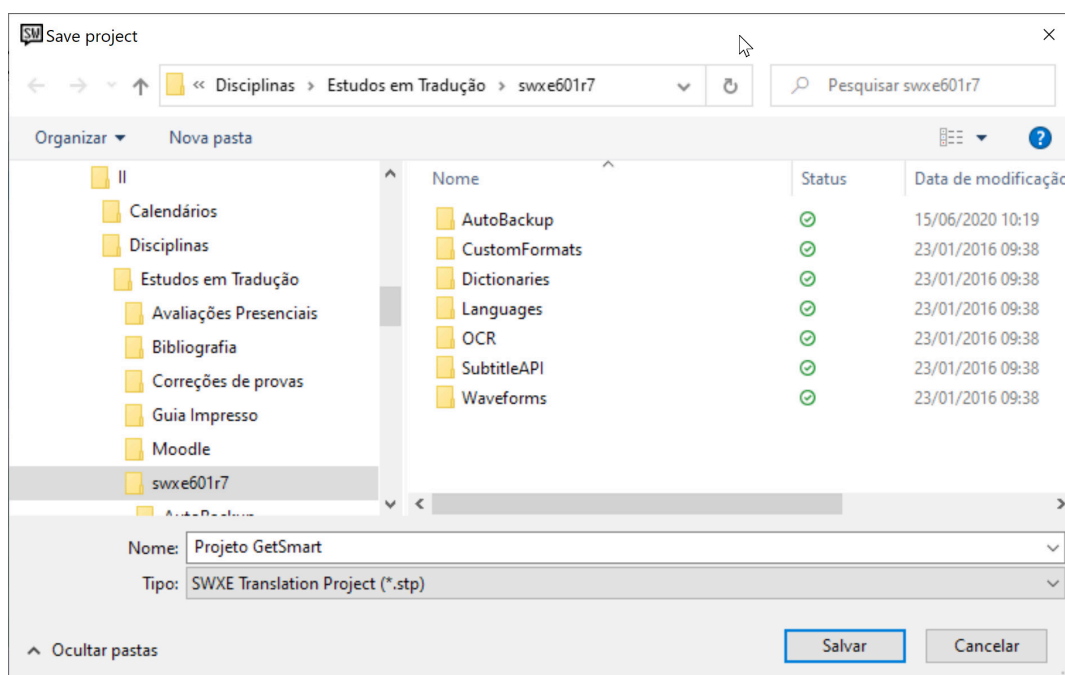 SW Save project
« Disciplinas > Estudos em Tradução > swxe601r7
Pesquisar swxe601r7
Organizar Nova pasta ?
II
Calendários
Disciplinas
Estudos em Tradução
Avaliações Presenciais
Bibliografia
Correções de provas
Guia Impresso
Moodle
swxe601r7
AutoBackup
Nome Status Data de modificação
AutoBackup 15/06/2020 10:19
CustomFormats 23/01/2016 09:38
Dictionaries 23/01/2016 09:38
Languages 23/01/2016 09:38
OCR 23/01/2016 09:38
SubtitleAPI 23/01/2016 09:38
Waveforms 23/01/2016 09:38
Nome: Projeto GetSmart
Tipo: SWXE Translation Project (*.stp)
Ocultar pastas Salvar Cancelar